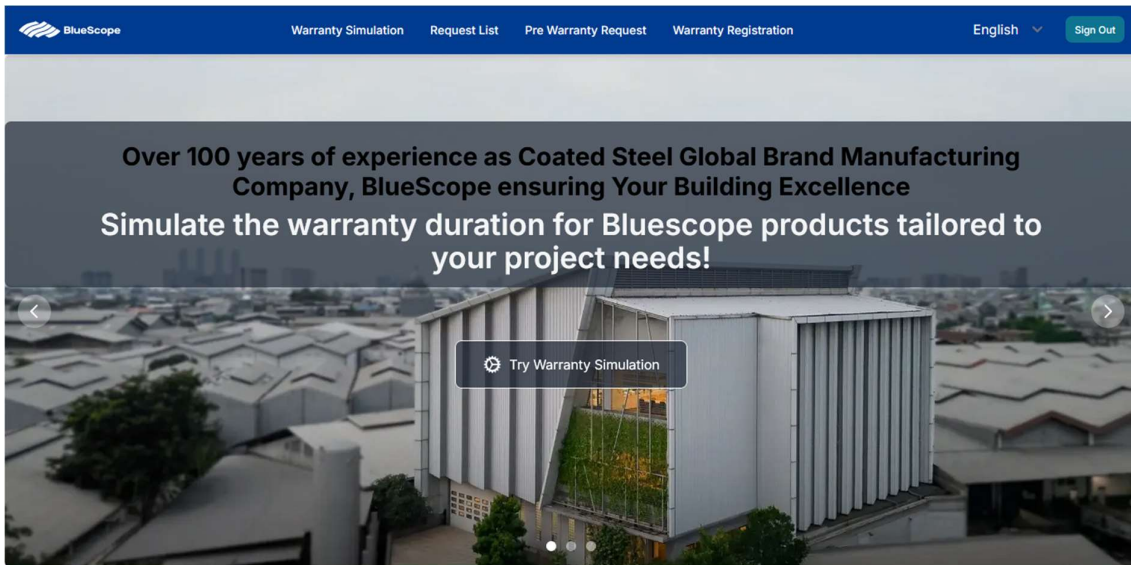 BlueScope
Warranty Simulation
Request List
Pre Warranty Request
Warranty Registration
English
Sign Out
Over 100 years of experience as Coated Steel Global Brand Manufacturing
Company, BlueScope ensuring Your Building Excellence
Simulate the warranty duration for Bluescope products tailored to
your project needs!
Try Warranty Simulation